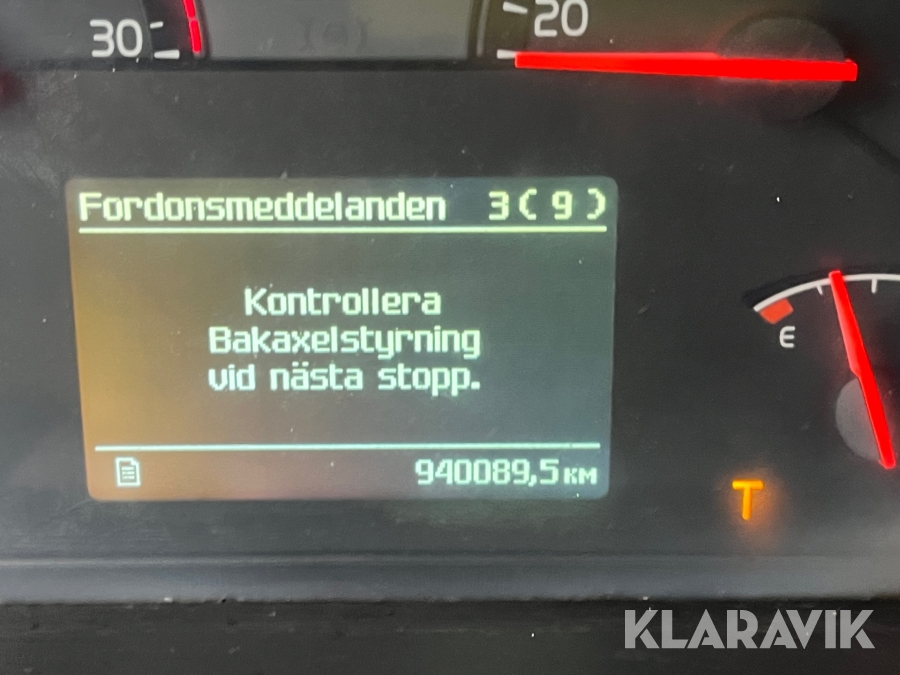 30
20
Fordonsmeddelanden 3( 9 )
Kontrollera
Bakaxelstyrning
vid nästa stopp.
E
940089,5 KM
T
KLARAVIK